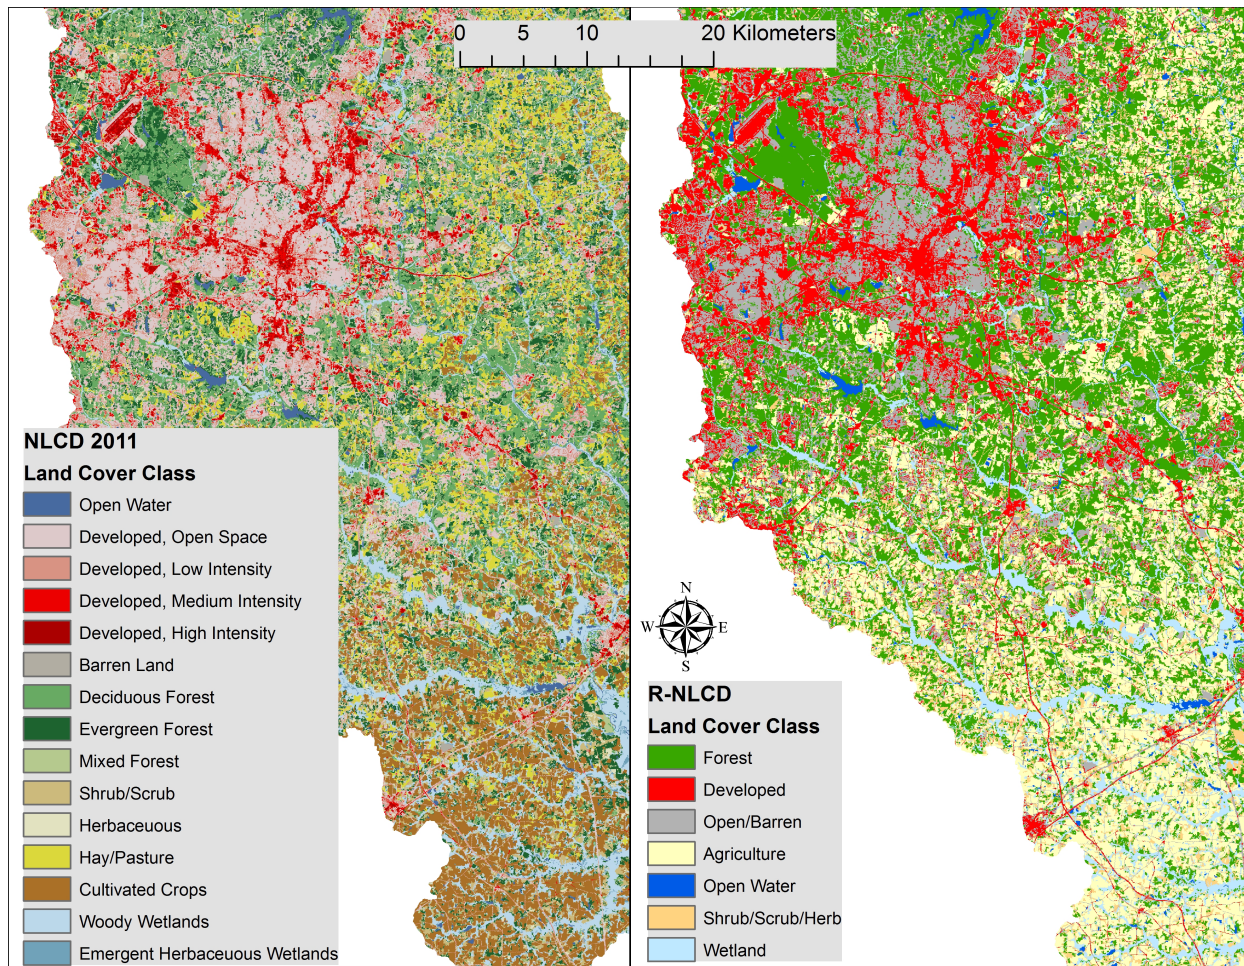 0 5 10 20 Kilometers
NLCD 2011
Land Cover Class
Open Water
Developed, Open Space
Developed, Low Intensity
Developed, Medium Intensity
Developed, High Intensity
Barren Land
Deciduous Forest
Evergreen Forest
Mixed Forest
Shrub/Scrub
Herbaceuous
Hay/Pasture
Cultivated Crops
Woody Wetlands
Emergent Herbaceuous Wetlands
N
W E
S
R-NLCD
Land Cover Class
Forest
Developed
Open/Barren
Agriculture
Open Water
Shrub/Scrub/Herb
Wetland